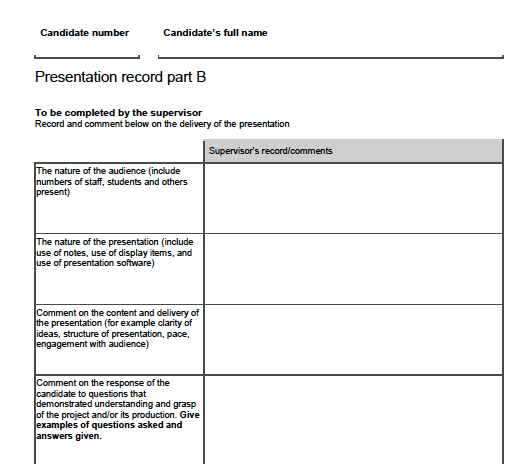 Candidate number Candidate's full name
Presentation record part B
To be completed by the supervisor
Record and comment below on the delivery of the presentation
Supervisor's record/comments
The nature of the audience (include
numbers of staff, students and others
present)
The nature of the presentation (include
use of notes, use of display items, and
use of presentation software)
Comment on the content and delivery of
the presentation (for example clarity of
ideas, structure of presentation, pace,
engagement with audience)
Comment on the response of the
candidate to questions that
demonstrated understanding and grasp
of the project and/or its production. Give
examples of questions asked and
answers given.